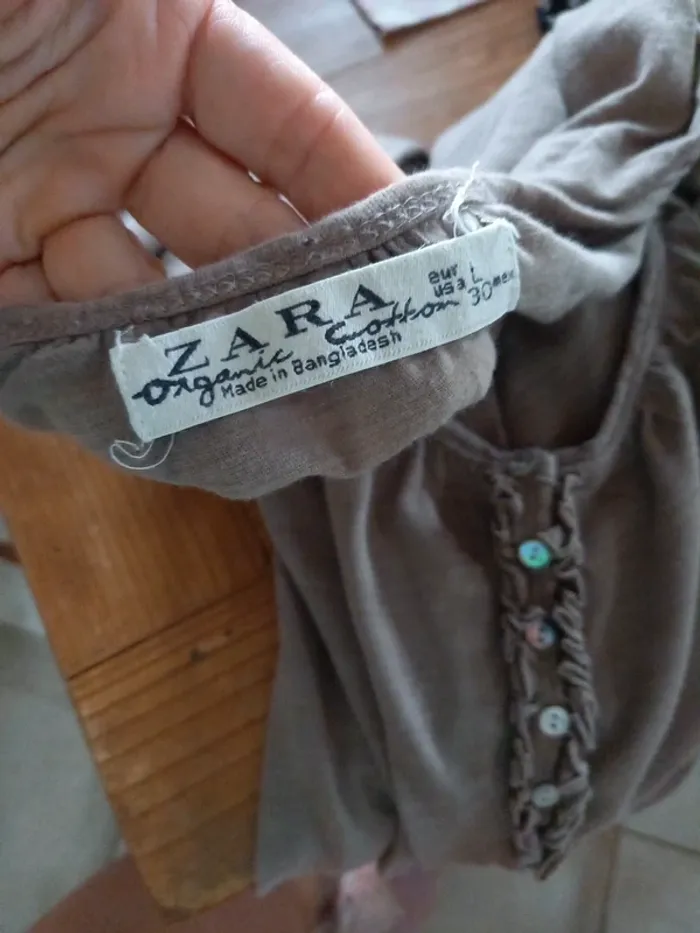 ZARA
Organic Cotton
Made in Bangladesh
eur L
usa
mex 30